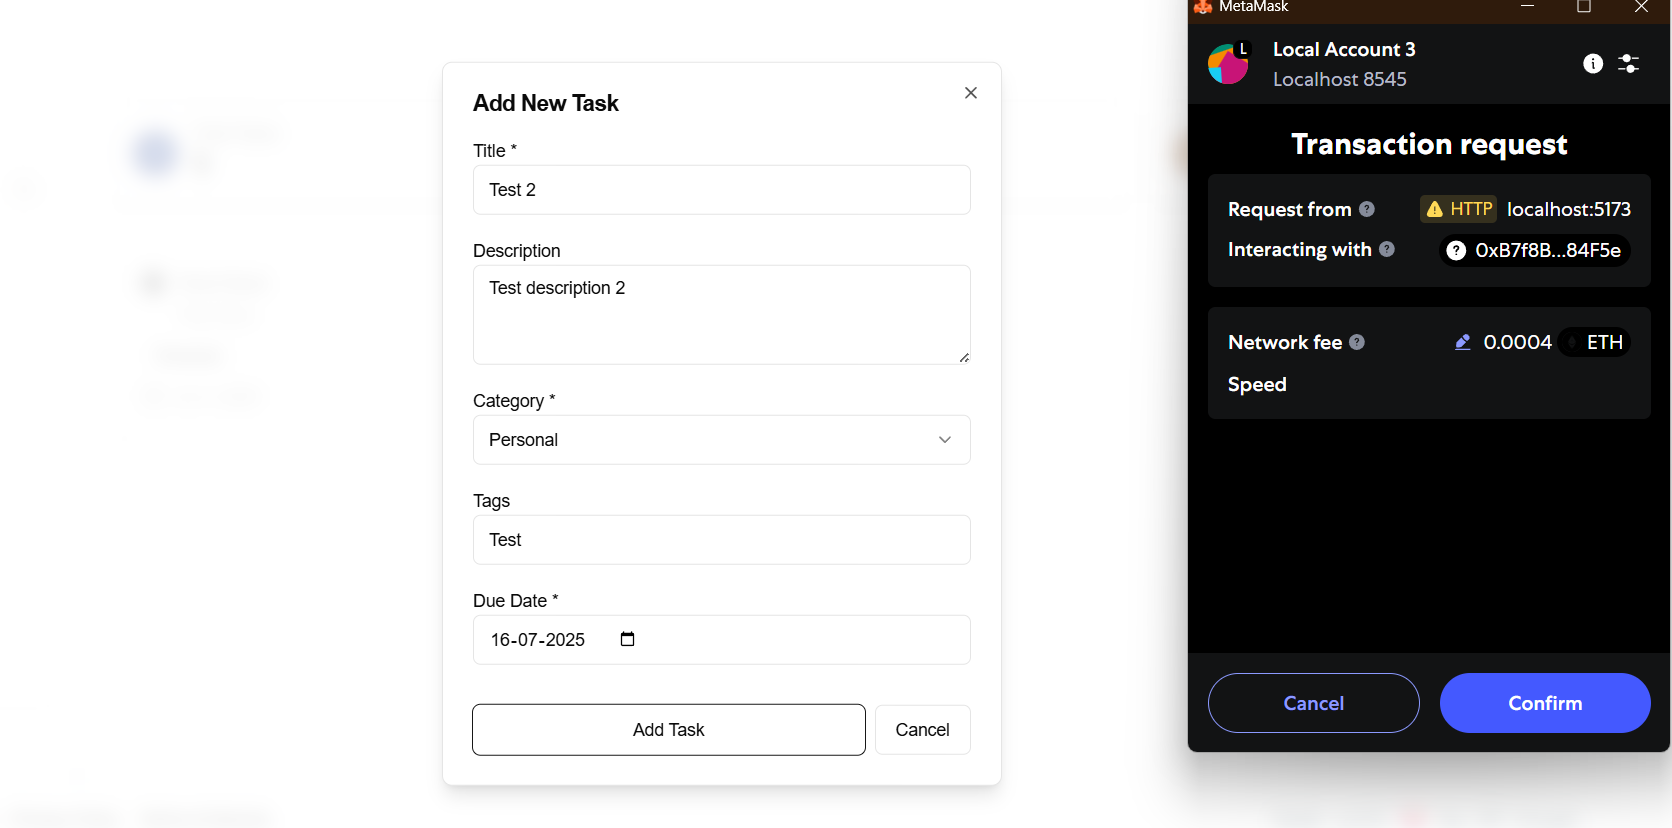 Add New Task
Title *
Test 2
Description
Test description 2
Category *
Personal
Tags
Test
Due Date *
16-07-2025
Add Task
Cancel
MetaMask
L
Local Account 3
Localhost 8545
Transaction request
Request from
HTTP localhost:5173
Interacting with
0xB7f8B...84F5e
Network fee
0.0004 ETH
Speed
Cancel
Confirm